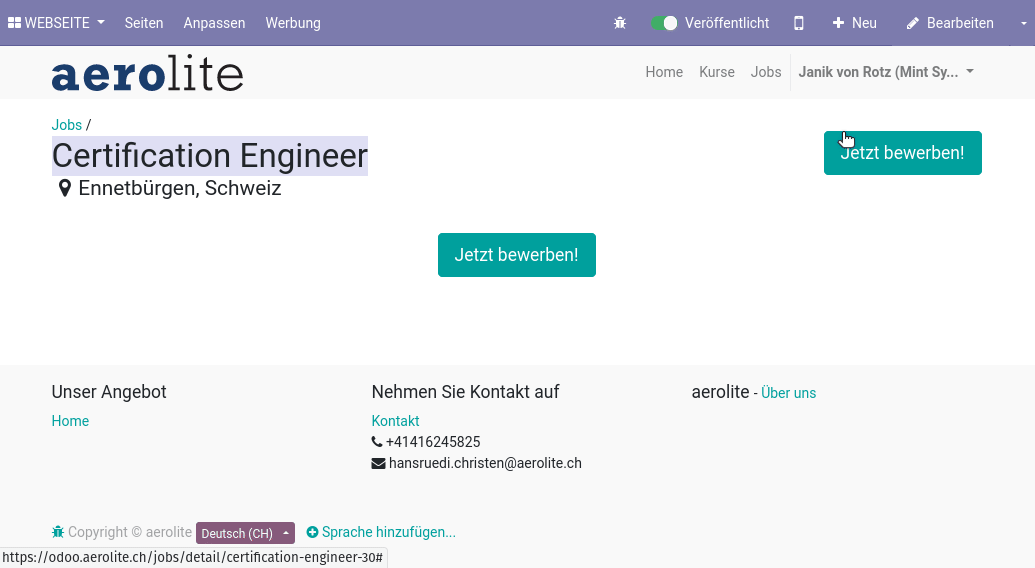 WEBSEITE Seiten Anpassen Werbung Veröffentlicht Neu Bearbeiten
aerolite Home Kurse Jobs Janik von Rotz (Mint Sy...
Jobs /
Certification Engineer
Jetzt bewerben!
Ennetbürgen, Schweiz
Jetzt bewerben!
Unser Angebot
Home
Nehmen Sie Kontakt auf
Kontakt
+41416245825
hansruedi.christen@aerolite.ch
aerolite - Über uns
Copyright © aerolite Deutsch (CH) Sprache hinzufügen...
https://odoo.aerolite.ch/jobs/detail/certification-engineer-30#